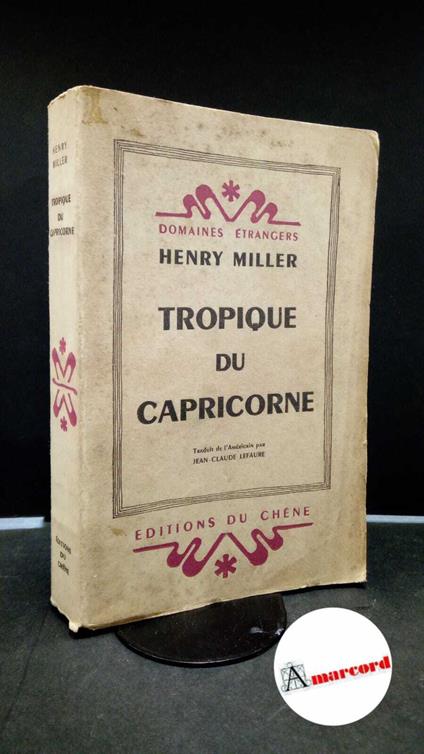 HENRY
MILLER
TROPIQUE
DU
CAPRICORNE
EDITIONS
DU
CHÊNE
DOMAINES ÉTRANGERS
HENRY MILLER
TROPIQUE
DU
CAPRICORNE
Traduit de l'Américain par
JEAN-CLAUDE LEFAURE
EDITIONS DU CHÊNE
Amarcord